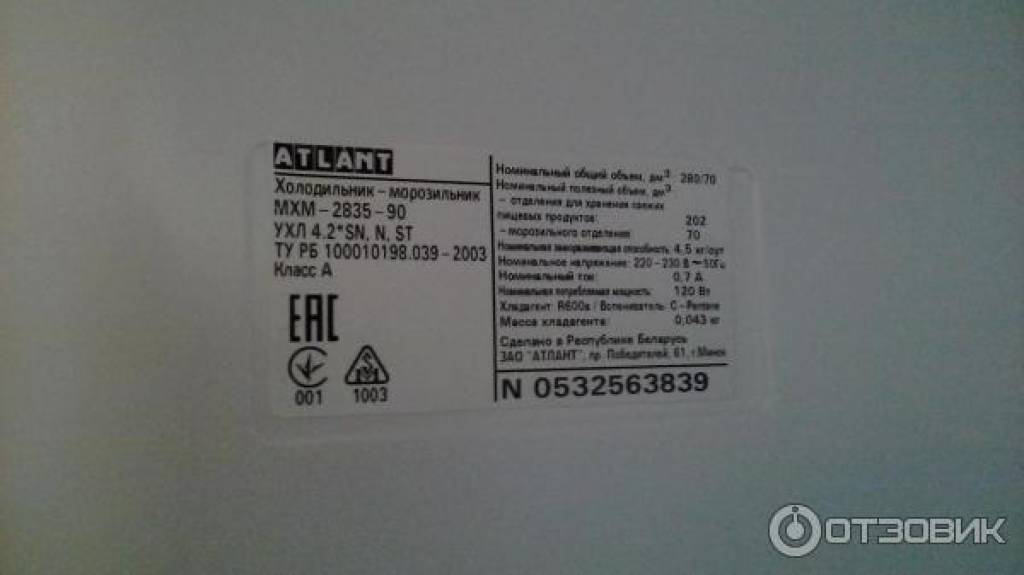 ATLANT
Холодильник – морозильник
МХМ – 2835 – 90
УХЛ 4.2*SN, N, ST
ТУ РБ 100010198.039 – 2003
Класс А
EAC
001
1003
Номинальный общий объем, дм³ 280/70
Номинальный полезный объем, дм³
– отделения для хранения свежих
пищевых продуктов: 202
– морозильного отделения 70
Номинальная замораживающая способность: 4,5 кг/сут
Номинальное напряжение: 220 – 230 В ~ 50Гц
Номинальный ток: 0,7 А
Номинальная потребляемая мощность: 120 Вт
Хладагент: R600a / Вспениватель: C – Pentane
Масса хладагента: 0,043 кг
Сделано в Республике Беларусь
ЗАО "АТЛАНТ", пр. Победителей, 61, г.Минск
N 0532563839
ОТЗОВИК